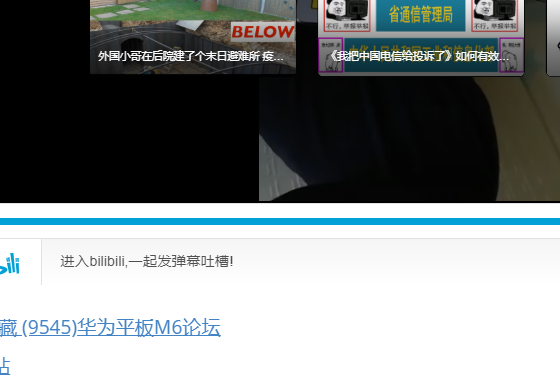 省通信管理局
不行，举报举报
不行，举报举报
BELOW
外国小哥在后院建了个末日避难所 疫...
《我把中国电信给投诉了》如何有效...
bili
进入bilibili,一起发弹幕吐槽!
藏 (9545)华为平板M6论坛
站